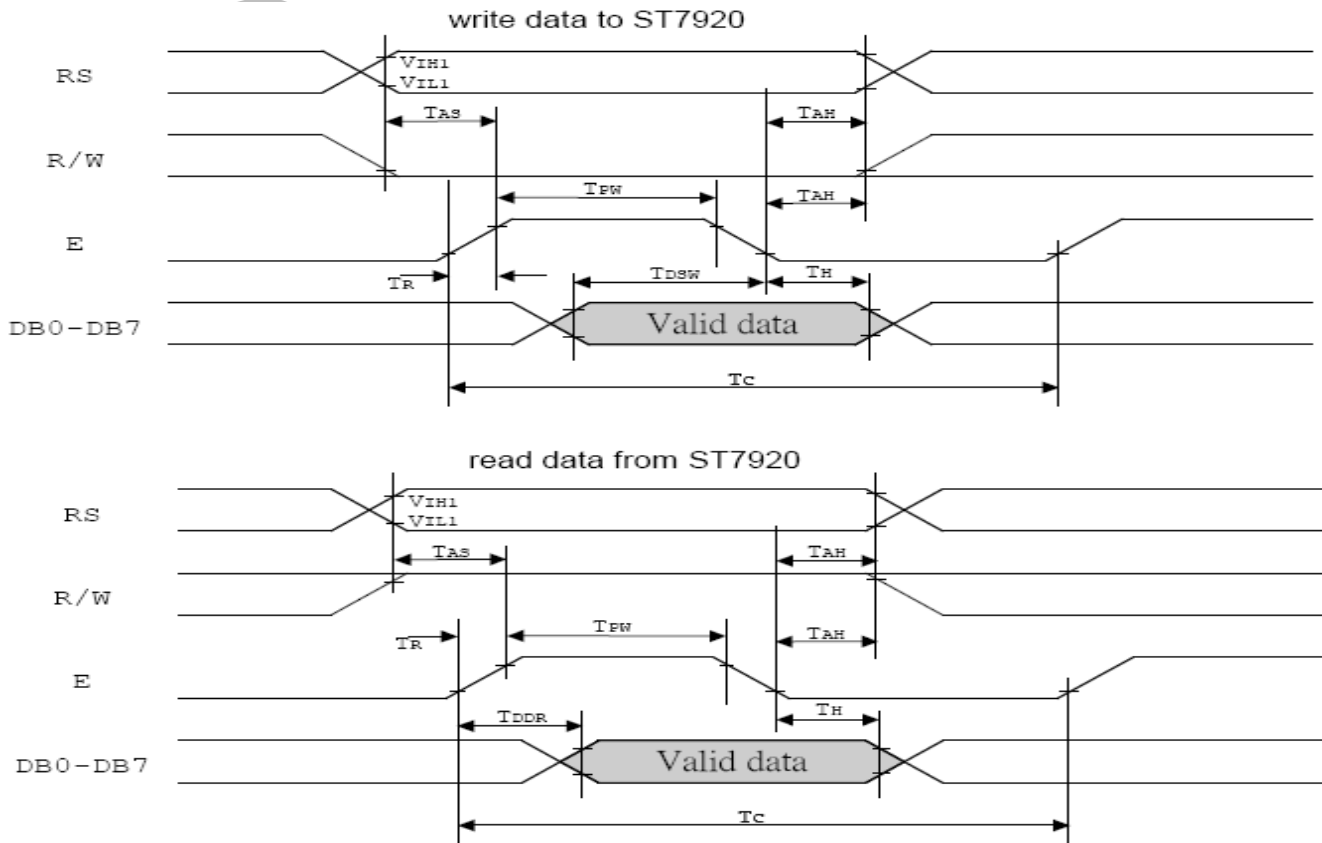 write data to ST7920
RS
VIH1
VIL1
TAS
TAH
R/W
TPW
TAH
E
TR
TDSW
TH
DB0-DB7
Valid data
TC
read data from ST7920
RS
VIH1
VIL1
TAS
TAH
R/W
TR
TPW
TAH
E
TDDR
TH
DB0-DB7
Valid data
TC